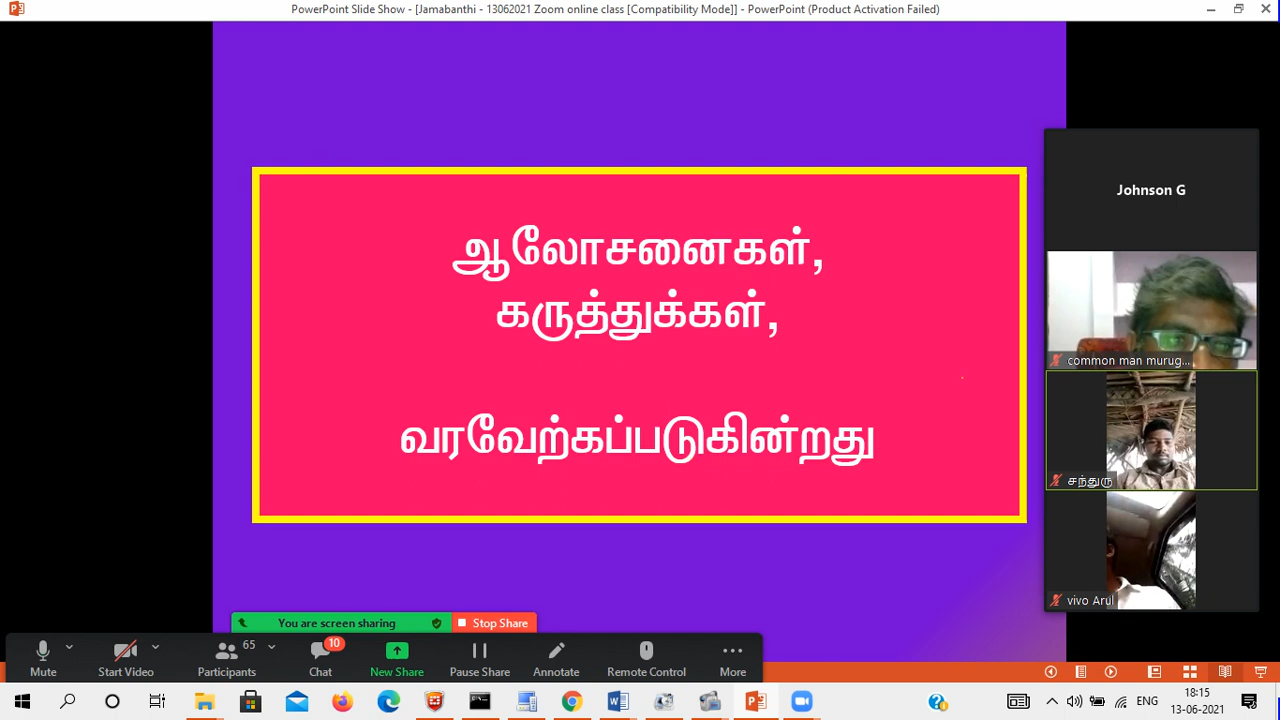 PowerPoint Slide Show - [Jamabanthi - 13062021 Zoom online class [Compatibility Mode]] - PowerPoint (Product Activation Failed)
ஆலோசனைகள்,
கருத்துக்கள்,
வரவேற்கப்படுகின்றது
Johnson G
common man murug...
சந்துரு
vivo Arul
You are screen sharing
Stop Share
Mute
Start Video
65
Participants
10
Chat
New Share
Pause Share
Annotate
Remote Control
More
ENG
18:15
13-06-2021